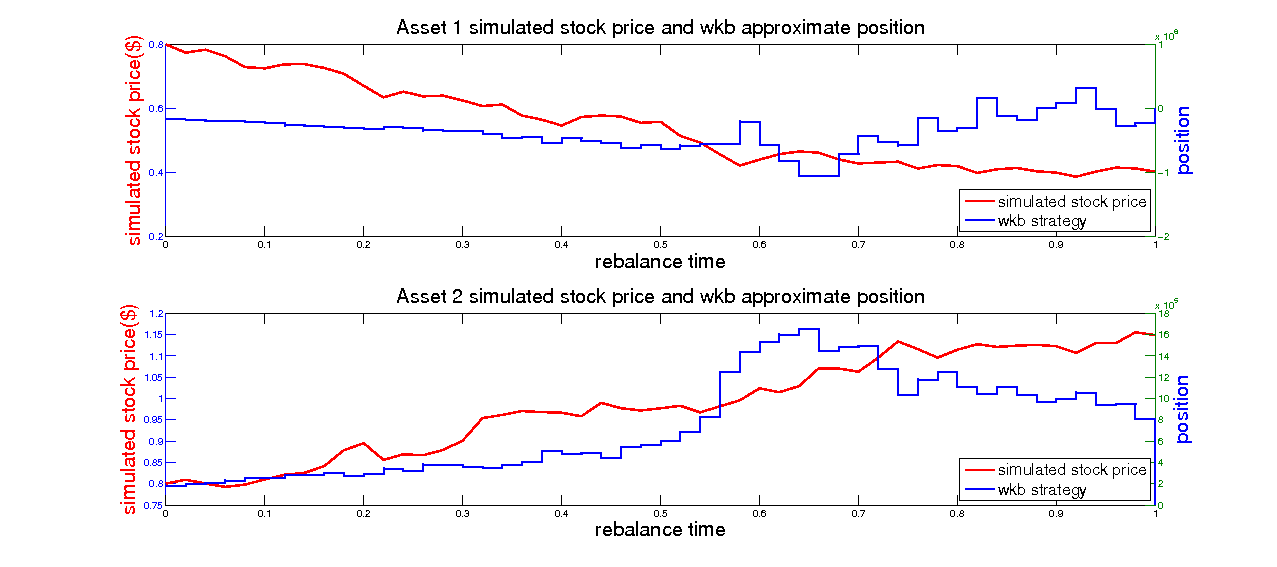 Asset 1 simulated stock price and wkb approximate position
simulated stock price($)
0.8
0.6
0.4
0.2
x 10^6
1
0
-1
-2
position
simulated stock price
wkb strategy
0 0.1 0.2 0.3 0.4 0.5 0.6 0.7 0.8 0.9 1
rebalance time
Asset 2 simulated stock price and wkb approximate position
simulated stock price($)
1.2
1.15
1.1
1.05
1
0.95
0.9
0.85
0.8
0.75
x 10^5
18
16
14
12
10
8
6
4
2
0
position
simulated stock price
wkb strategy
0 0.1 0.2 0.3 0.4 0.5 0.6 0.7 0.8 0.9 1
rebalance time